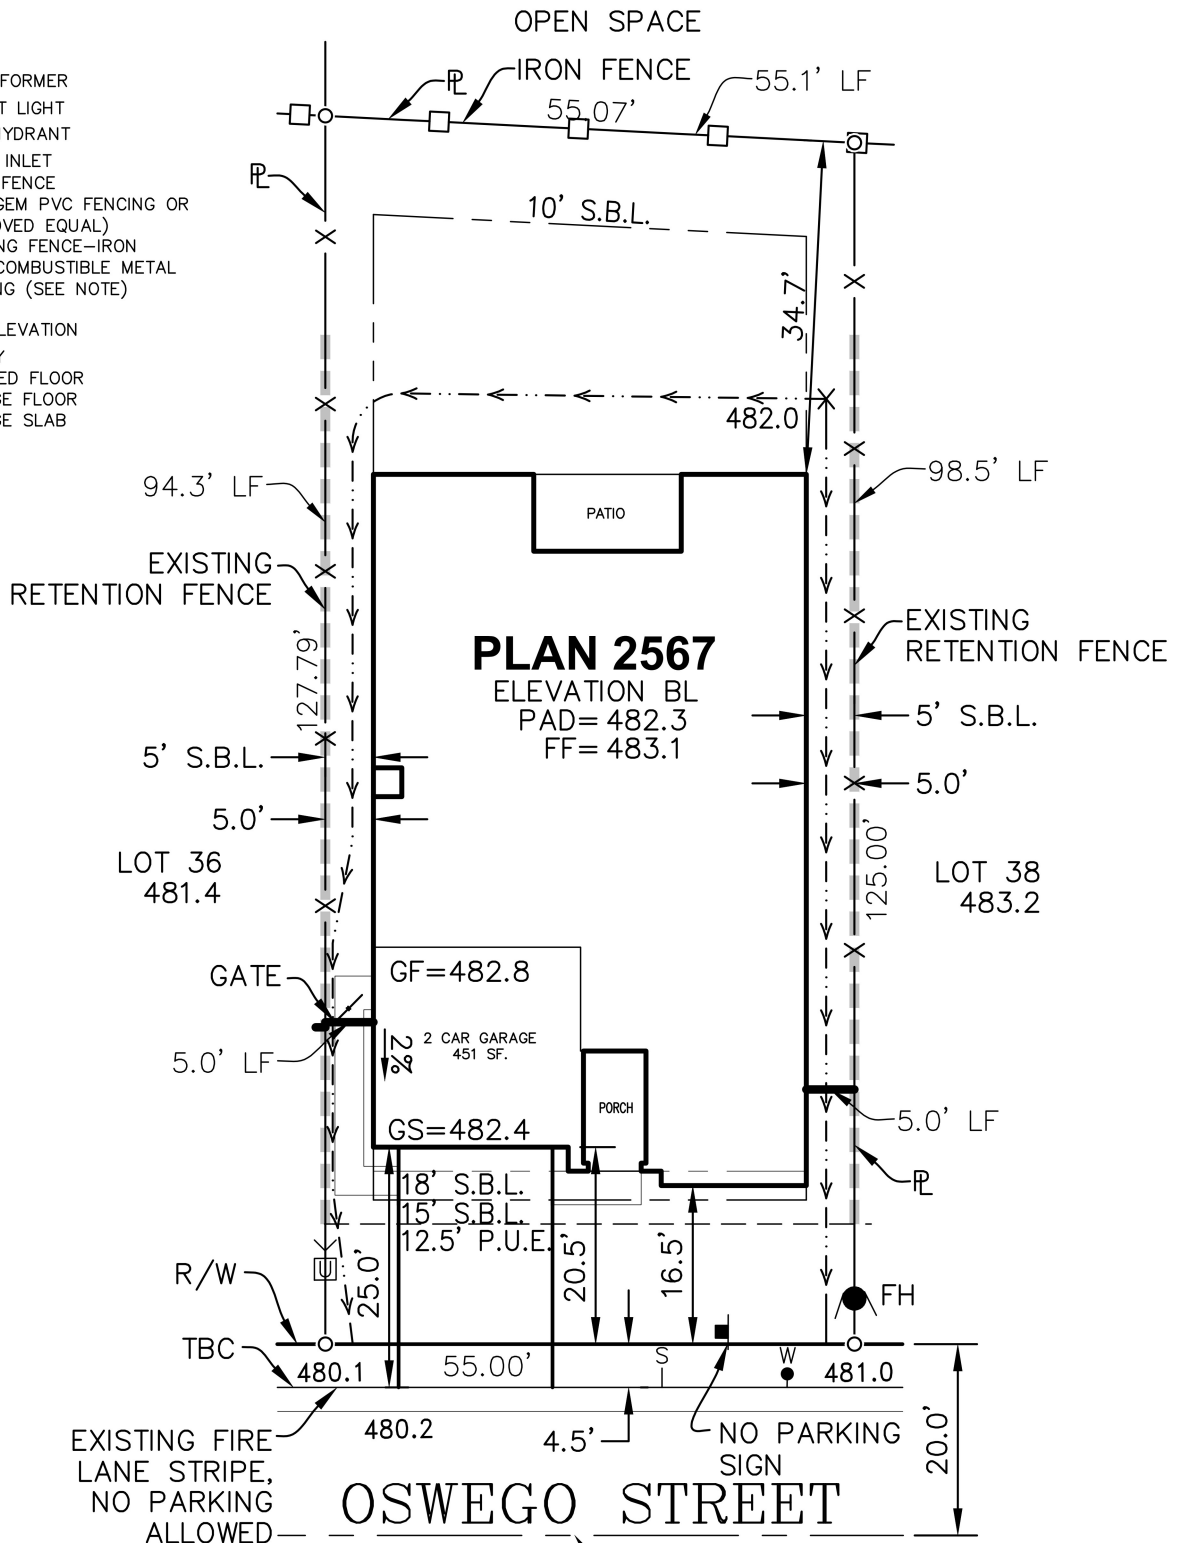 OPEN SPACE
FORMER
T LIGHT
HYDRANT
INLET
FENCE
GEM PVC FENCING OR
OVED EQUAL)
NG FENCE-IRON
COMBUSTIBLE METAL
NG (SEE NOTE)
LEVATION
Y
ED FLOOR
GE FLOOR
GE SLAB
PL
IRON FENCE
55.1' LF
55.07'
PL
10' S.B.L.
34.7'
482.0
94.3' LF
98.5' LF
PATIO
EXISTING
RETENTION FENCE
EXISTING
RETENTION FENCE
127.79'
PLAN 2567
ELEVATION BL
PAD= 482.3
FF= 483.1
5' S.B.L.
5' S.B.L.
5.0'
5.0'
LOT 36
481.4
125.00'
LOT 38
483.2
GATE
GF=482.8
2 CAR GARAGE
451 SF.
2%
5.0' LF
PORCH
5.0' LF
GS=482.4
PL
18' S.B.L.
15' S.B.L.
12.5' P.U.E.
25.0'
20.5'
16.5'
U
R/W
FH
TBC
480.1
55.00'
S
W
481.0
480.2
4.5'
NO PARKING
SIGN
20.0'
EXISTING FIRE
LANE STRIPE,
NO PARKING
ALLOWED
OSWEGO STREET